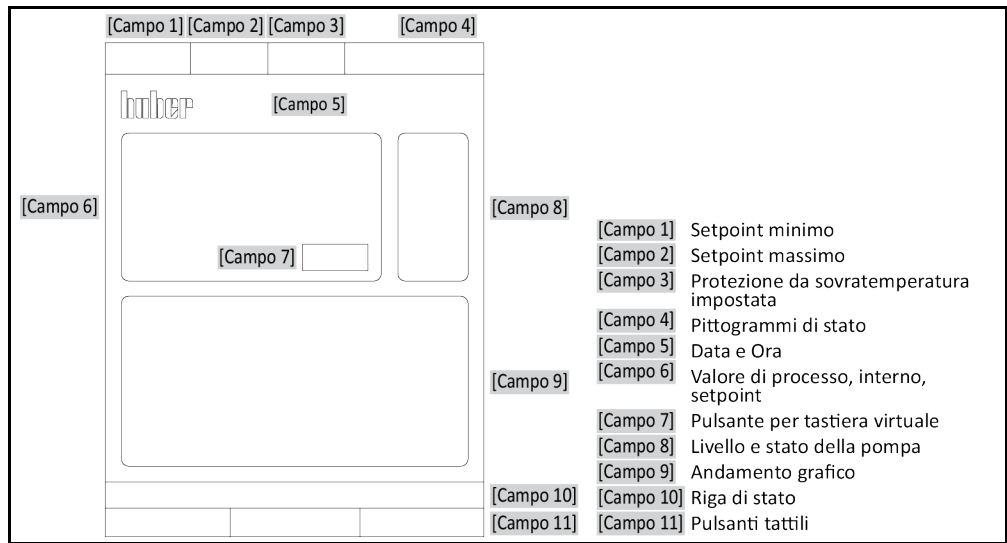 [Campo 1] [Campo 2] [Campo 3] [Campo 4]
huber
[Campo 5]
[Campo 6]
[Campo 7]
[Campo 8]
[Campo 9]
[Campo 10]
[Campo 11]
[Campo 1] Setpoint minimo
[Campo 2] Setpoint massimo
[Campo 3] Protezione da sovratemperatura
impostata
[Campo 4] Pittogrammi di stato
[Campo 5] Data e Ora
[Campo 6] Valore di processo, interno,
setpoint
[Campo 7] Pulsante per tastiera virtuale
[Campo 8] Livello e stato della pompa
[Campo 9] Andamento grafico
[Campo 10] Riga di stato
[Campo 11] Pulsanti tattili